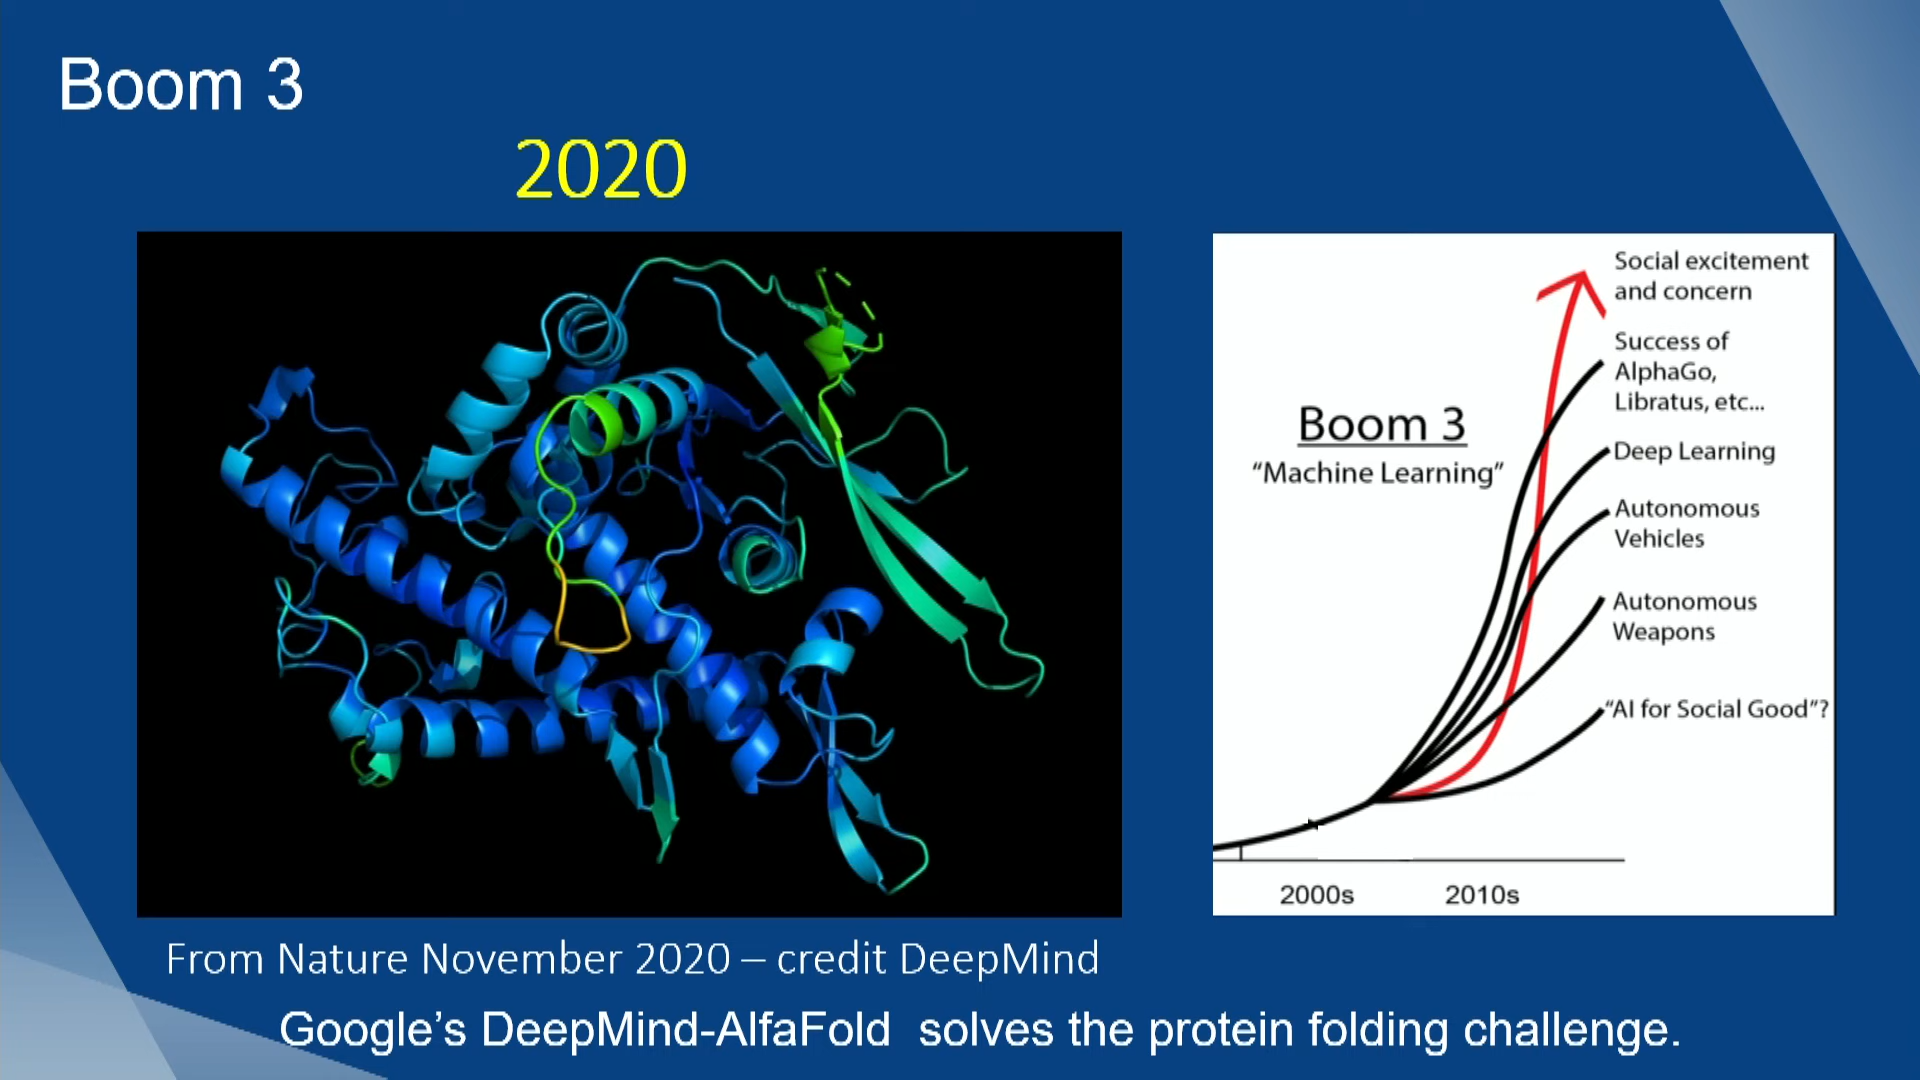 Boom 3
2020
Social excitement
and concern
Success of
AlphaGo,
Libratus, etc...
Boom 3
"Machine Learning"
Deep Learning
Autonomous
Vehicles
Autonomous
Weapons
"AI for Social Good"?
2000s 2010s
From Nature November 2020 – credit DeepMind
Google's DeepMind-AlfaFold solves the protein folding challenge.